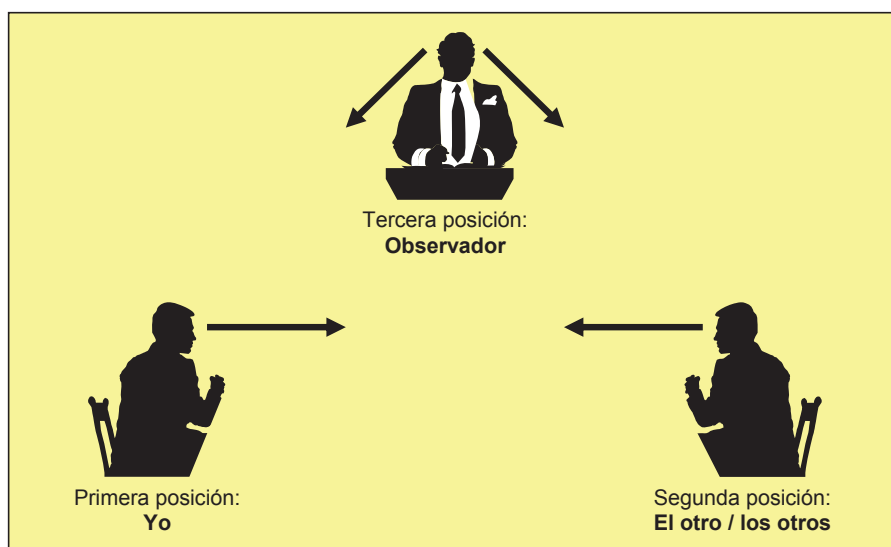 Tercera posición:
Observador
Primera posición:
Yo
Segunda posición:
El otro / los otros